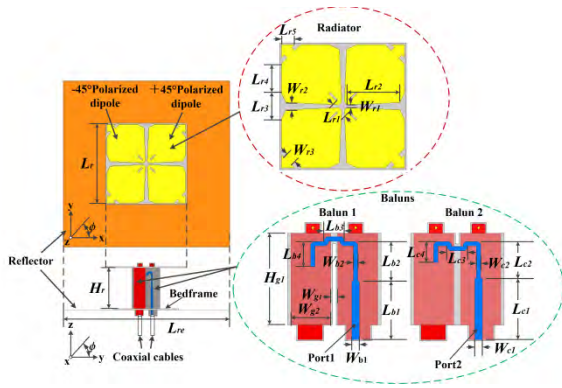 Radiator
Lr5
-45°Polarized dipole
+45°Polarized dipole
Lr4
Lr3
Wr2
Lr2
Lr1
Wr1
Wr3
Lr
y
ϕ
z
x
Reflector
Baluns
Balun 1
Balun 2
Lb3
Lb4
Wb2
Lb2
Hg1
Wg1
Wg2
Lb1
Port1
Wb1
Lc4
Lc3
Wc2
Lc2
Lc1
Port2
Wc1
Hr
Bedframe
Lre
z
ϕ
x
y
Coaxial cables